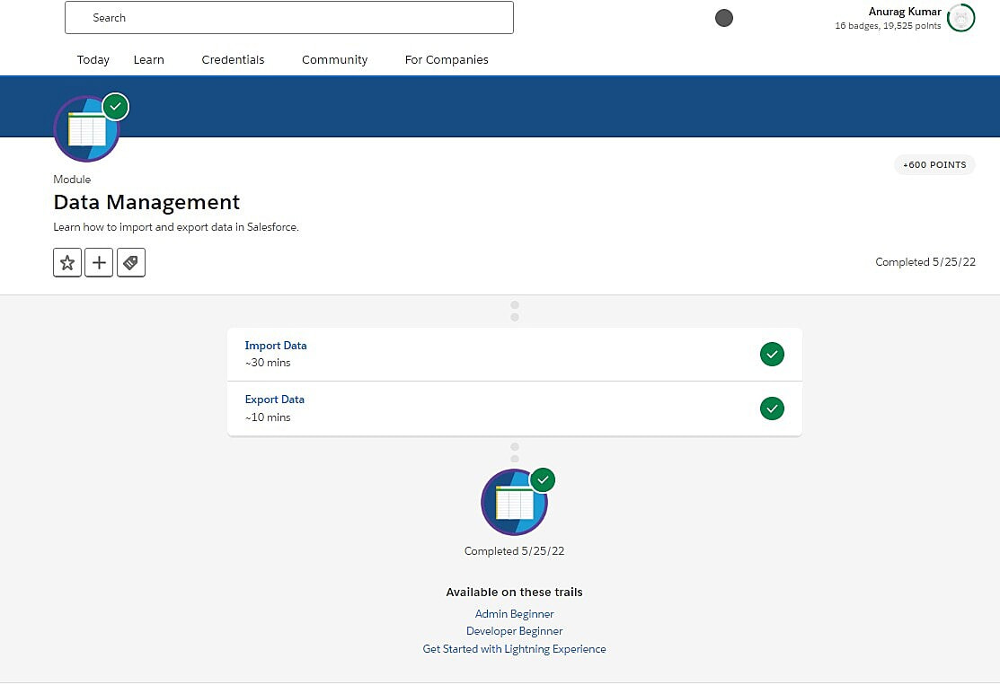 Search
Anurag Kumar
16 badges, 19,525 points
Today Learn Credentials Community For Companies
+600 POINTS
Module
Data Management
Learn how to import and export data in Salesforce.
Completed 5/25/22
Import Data
~30 mins
Export Data
~10 mins
Completed 5/25/22
Available on these trails
Admin Beginner
Developer Beginner
Get Started with Lightning Experience